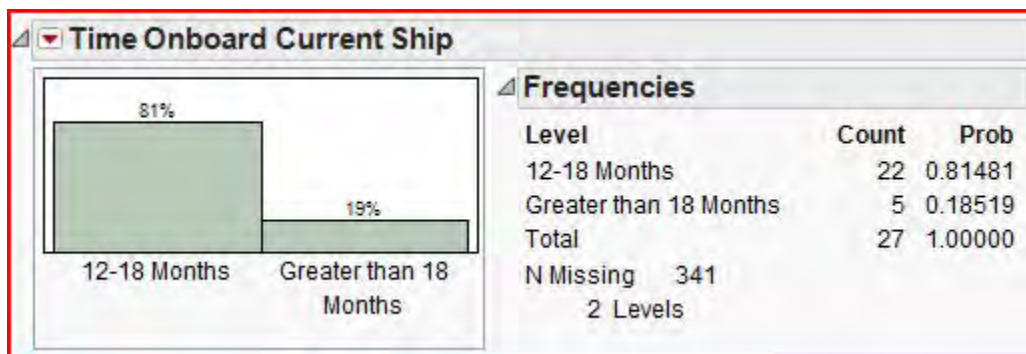 Time Onboard Current Ship
81%
19%
12-18 Months
Greater than 18
Months
Frequencies
Level Count Prob
12-18 Months 22 0.81481
Greater than 18 Months 5 0.18519
Total 27 1.00000
N Missing 341
2 Levels